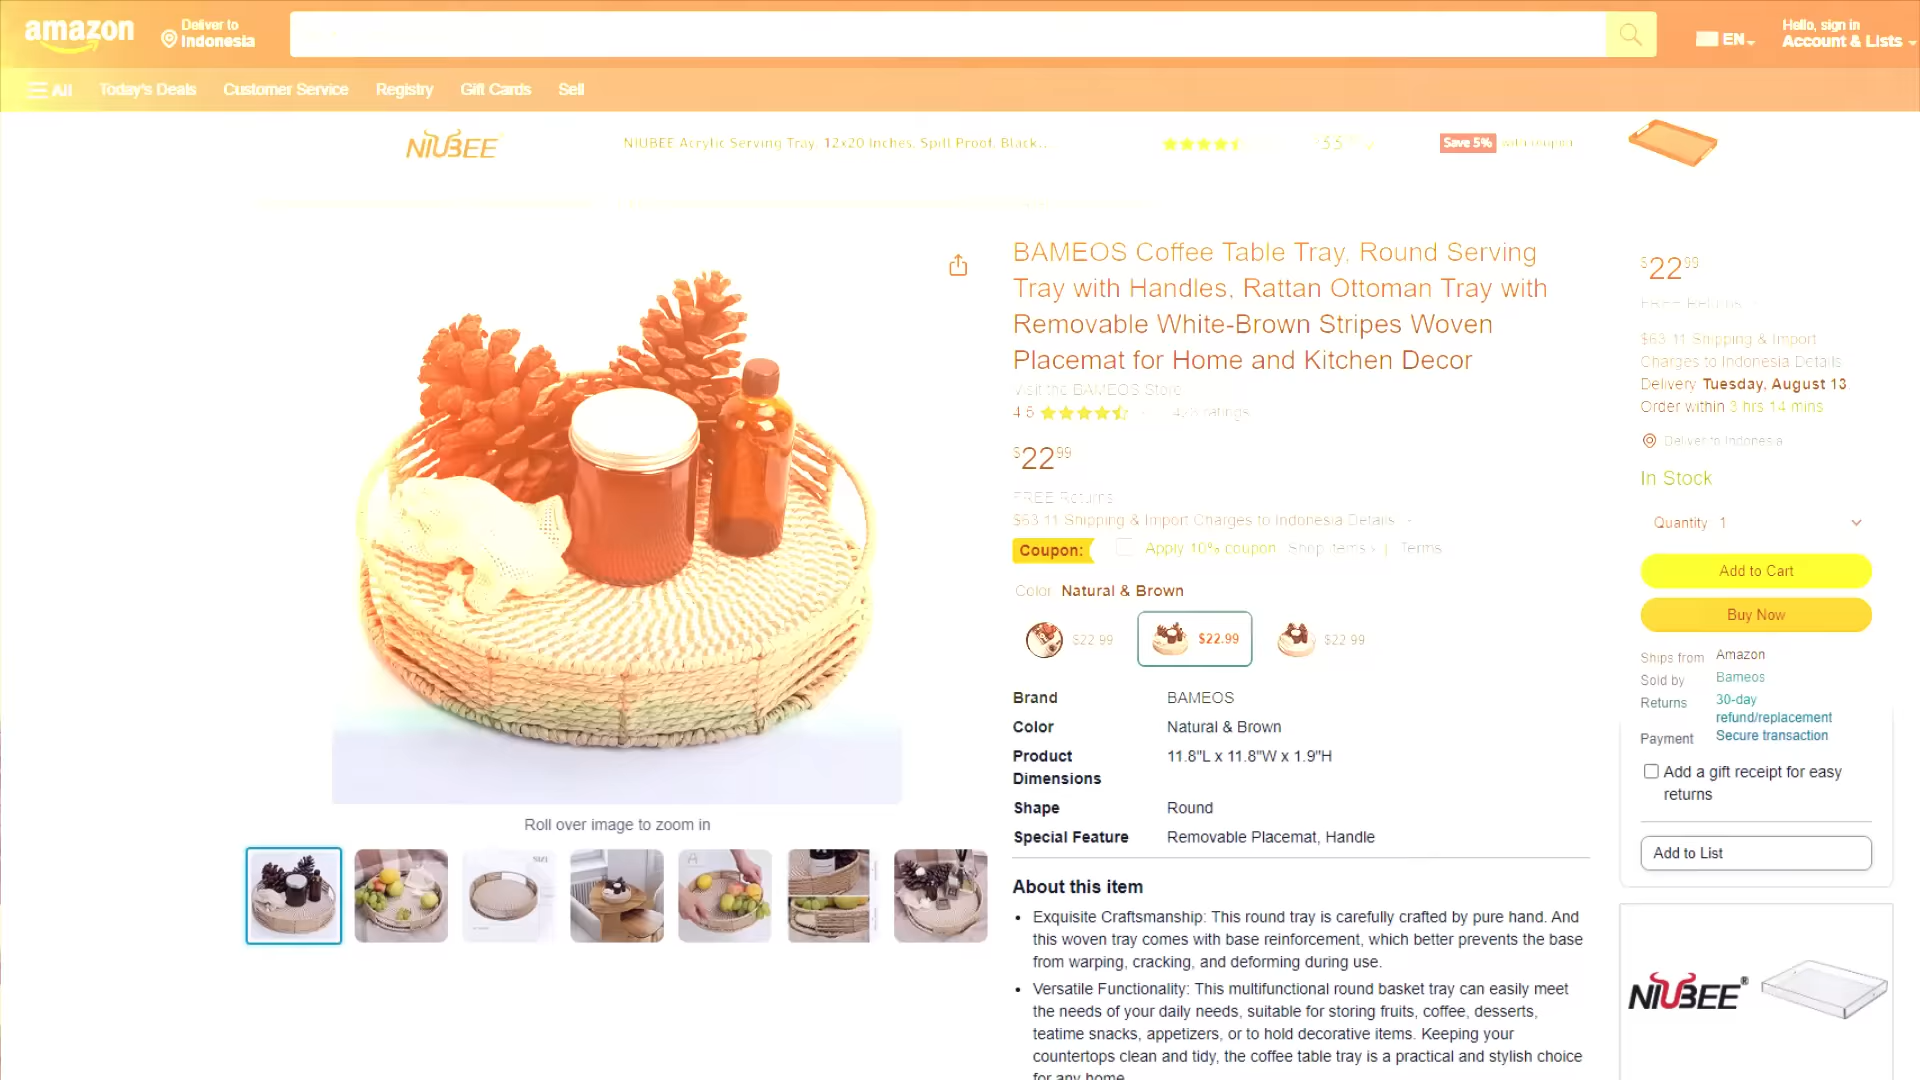 amazon
Deliver to
Indonesia
EN
Hello, sign in
Account & Lists
All
Today's Deals
Customer Service
Registry
Gift Cards
Sell
NIUBEE
NIUBEE Acrylic Serving Tray, 12x20 Inches, Spill Proof, Black...
Save 5%
with coupon
BAMEOS Coffee Table Tray, Round Serving
Tray with Handles, Rattan Ottoman Tray with
Removable White-Brown Stripes Woven
Placemat for Home and Kitchen Decor
Visit the BAMEOS Store
4.5
ratings
$22.99
FREE Returns
$63.11 Shipping & Import Charges to Indonesia Details
Coupon:
Apply 10% coupon Shop items › | Terms
Color: Natural & Brown
$22.99
$22.99
$22.99
Brand BAMEOS
Color Natural & Brown
Product
Dimensions
11.8"L x 11.8"W x 1.9"H
Shape Round
Special Feature Removable Placemat, Handle
About this item
• Exquisite Craftsmanship: This round tray is carefully crafted by pure hand. And
this woven tray comes with base reinforcement, which better prevents the base
from warping, cracking, and deforming during use.
• Versatile Functionality: This multifunctional round basket tray can easily meet
the needs of your daily needs, suitable for storing fruits, coffee, desserts,
teatime snacks, appetizers, or to hold decorative items. Keeping your
countertops clean and tidy, the coffee table tray is a practical and stylish choice
for any home.
Roll over image to zoom in
$22.99
FREE Returns
$63.11 Shipping & Import
Charges to Indonesia Details
Delivery Tuesday, August 13.
Order within 3 hrs 14 mins
Deliver to Indonesia
In Stock
Quantity 1
Add to Cart
Buy Now
Ships from Amazon
Sold by Bameos
Returns 30-day
refund/replacement
Payment Secure transaction
Add a gift receipt for easy
returns
Add to List
NIUBEE®